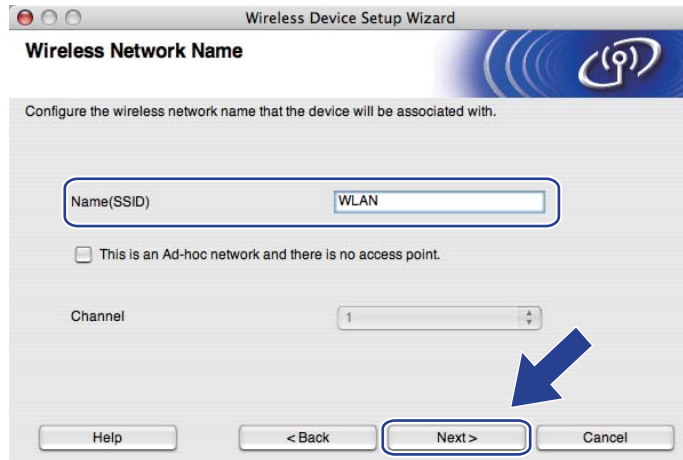 Wireless Device Setup Wizard
Wireless Network Name
Configure the wireless network name that the device will be associated with.
Name(SSID) WLAN
This is an Ad-hoc network and there is no access point.
Channel 1
Help < Back Next > Cancel